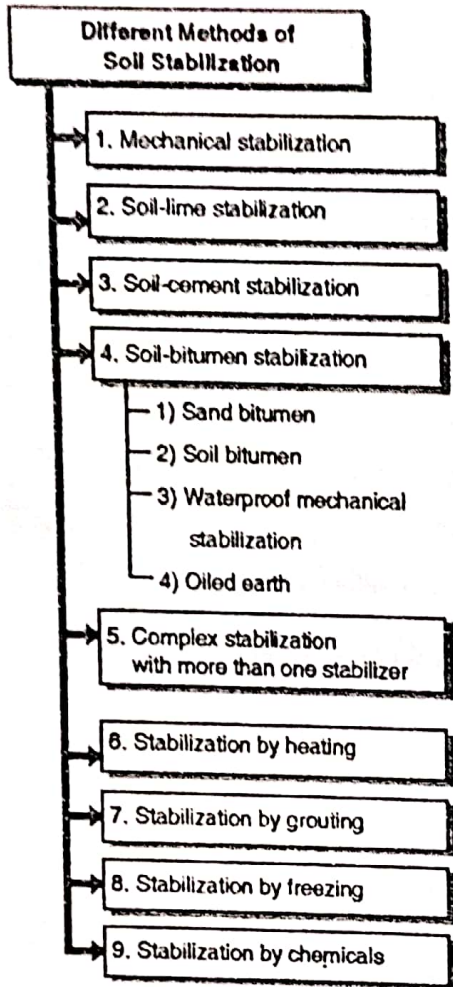 Different Methods of
Soil Stabilization
1. Mechanical stabilization
2. Soil-lime stabilization
3. Soil-cement stabilization
4. Soil-bitumen stabilization
1) Sand bitumen
2) Soil bitumen
3) Waterproof mechanical
stabilization
4) Oiled earth
5. Complex stabilization
with more than one stabilizer
6. Stabilization by heating
7. Stabilization by grouting
8. Stabilization by freezing
9. Stabilization by chemicals